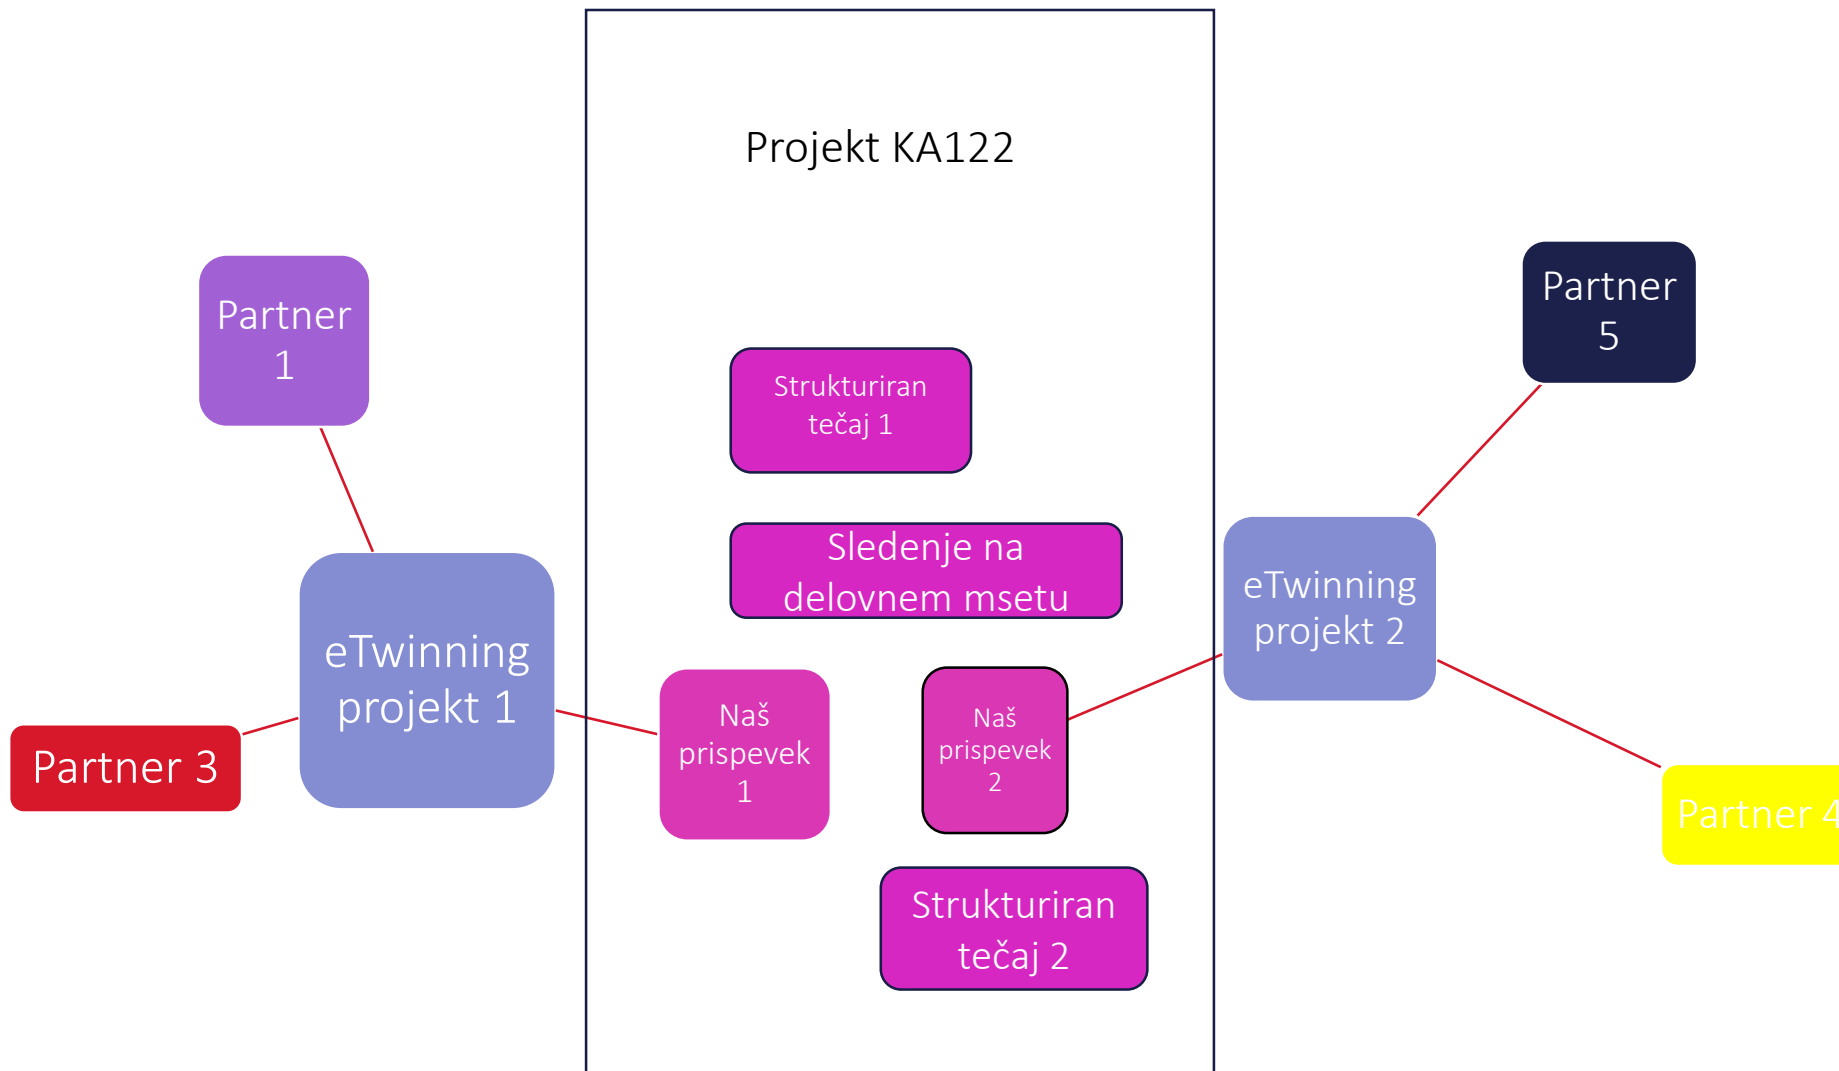 Projekt KA122
Partner
1
eTwinning
projekt 1
Partner 3
Strukturiran
tečaj 1
Sledenje na
delovnem msetu
Naš
prispevek
1
Naš
prispevek
2
Strukturiran
tečaj 2
Partner
5
eTwinning
projekt 2
Partner 4